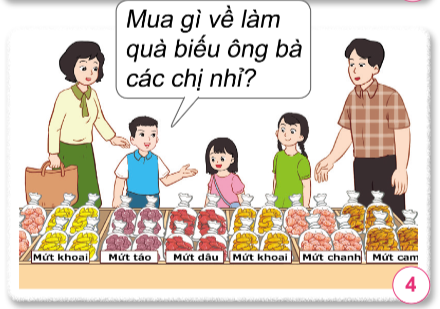 Mua gì về làm
quà biếu ông bà
các chị nhỉ?
Mứt khoai Mứt táo Mứt dâu Mứt khoai Mứt chanh Mứt cam
4